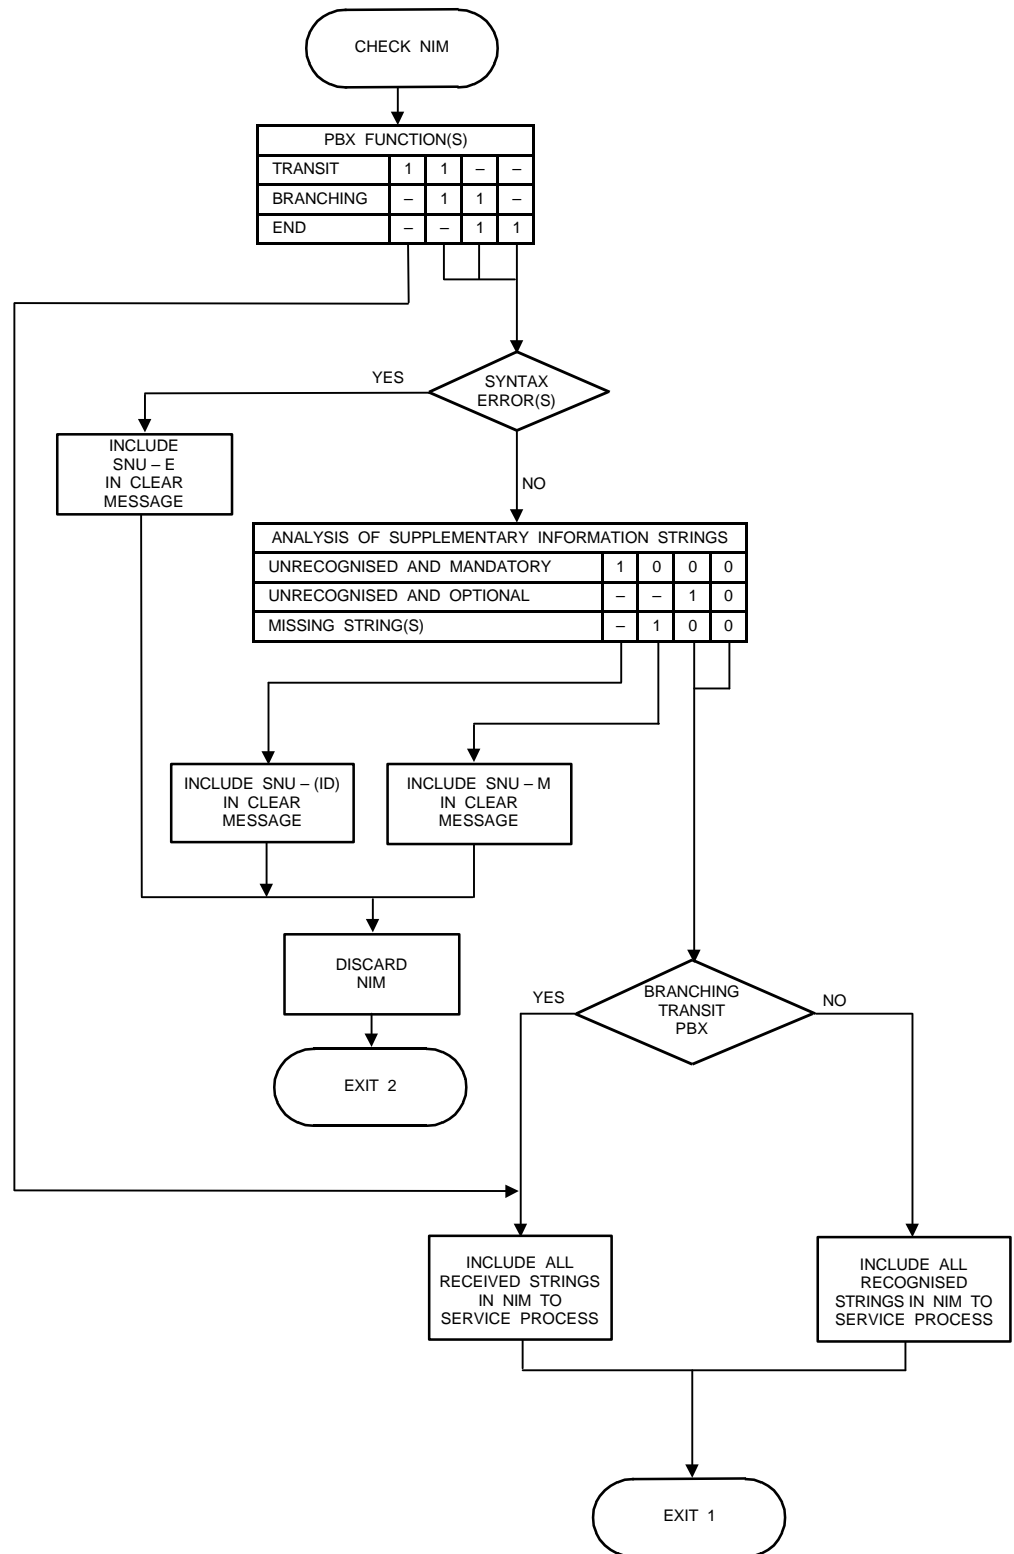 CHECK NIM
PBX FUNCTION(S)
TRANSIT 1 1 – –
BRANCHING – 1 1 –
END – – 1 1
YES
SYNTAX
ERROR(S)
INCLUDE
SNU – E
IN CLEAR
MESSAGE
NO
ANALYSIS OF SUPPLEMENTARY INFORMATION STRINGS
UNRECOGNISED AND MANDATORY 1 0 0 0
UNRECOGNISED AND OPTIONAL – – 1 0
MISSING STRING(S) – 1 0 0
INCLUDE SNU – (ID)
IN CLEAR
MESSAGE
INCLUDE SNU – M
IN CLEAR
MESSAGE
DISCARD
NIM
YES
BRANCHING
TRANSIT
PBX
NO
EXIT 2
INCLUDE ALL
RECEIVED STRINGS
IN NIM TO
SERVICE PROCESS
INCLUDE ALL
RECOGNISED
STRINGS IN NIM TO
SERVICE PROCESS
EXIT 1